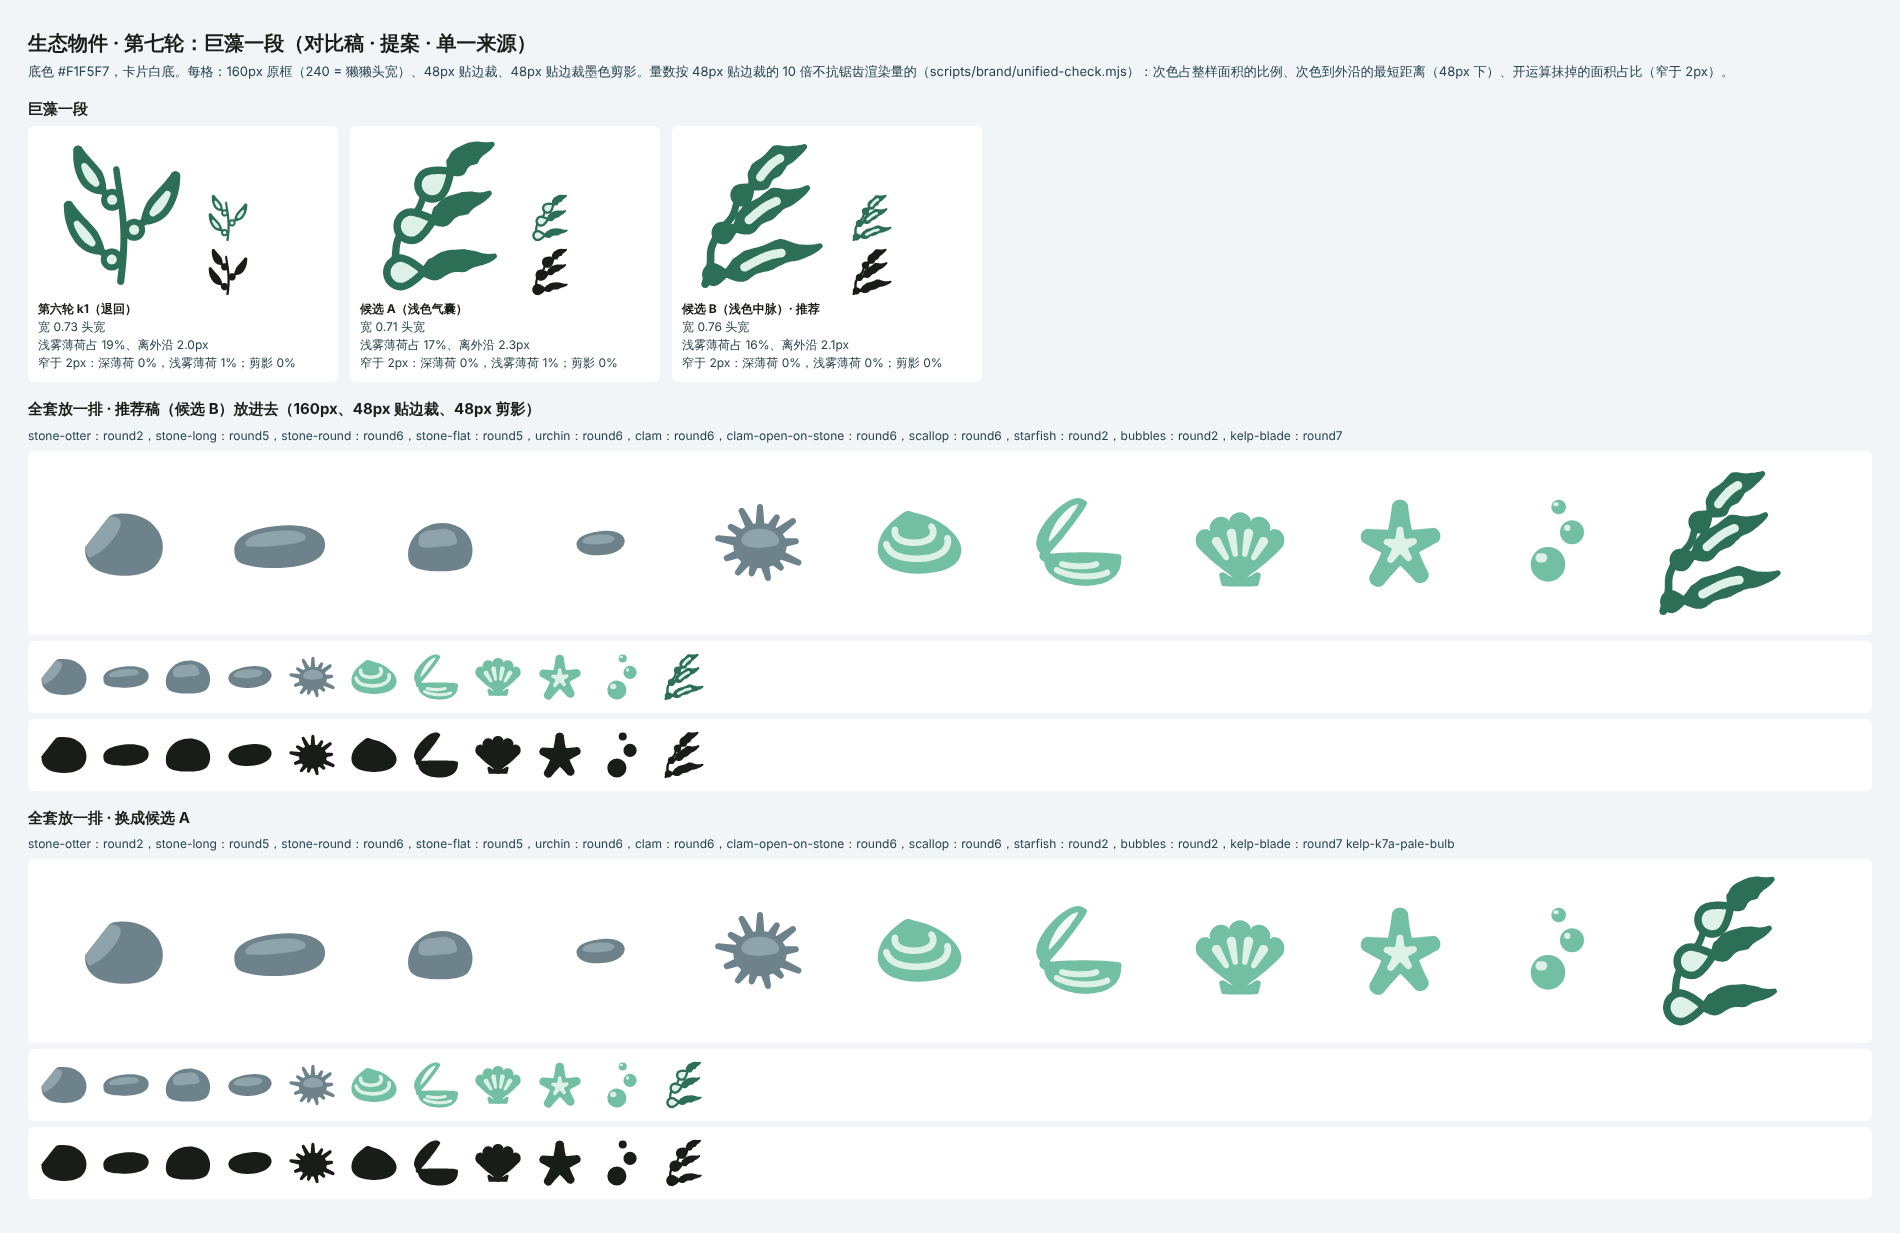 生态物件 · 第七轮：巨藻一段（对比稿 · 提案 · 单一来源）
底色 #F1F5F7，卡片白底。每格：160px 原框（240 = 獭獭头宽）、48px 贴边裁、48px 贴边裁墨色剪影。量数按 48px 贴边裁的 10 倍不抗锯齿渲染量的（scripts/brand/unified-check.mjs）：次色占整样面积的比例、次色到外沿的最短距离（48px 下）、开运算抹掉的面积占比（窄于 2px）。
巨藻一段
第六轮 k1（退回）
宽 0.73 头宽
浅雾薄荷占 19%、离外沿 2.0px
窄于 2px：深薄荷 0%，浅雾薄荷 1%；剪影 0%
候选 A（浅色气囊）
宽 0.71 头宽
浅雾薄荷占 17%、离外沿 2.3px
窄于 2px：深薄荷 0%，浅雾薄荷 1%；剪影 0%
候选 B（浅色中脉）· 推荐
宽 0.76 头宽
浅雾薄荷占 16%、离外沿 2.1px
窄于 2px：深薄荷 0%，浅雾薄荷 0%；剪影 0%
全套放一排 · 推荐稿（候选 B）放进去（160px、48px 贴边裁、48px 剪影）
stone-otter：round2，stone-long：round5，stone-round：round6，stone-flat：round5，urchin：round6，clam：round6，clam-open-on-stone：round6，scallop：round6，starfish：round2，bubbles：round2，kelp-blade：round7
全套放一排 · 换成候选 A
stone-otter：round2，stone-long：round5，stone-round：round6，stone-flat：round5，urchin：round6，clam：round6，clam-open-on-stone：round6，scallop：round6，starfish：round2，bubbles：round2，kelp-blade：round7 kelp-k7a-pale-bulb